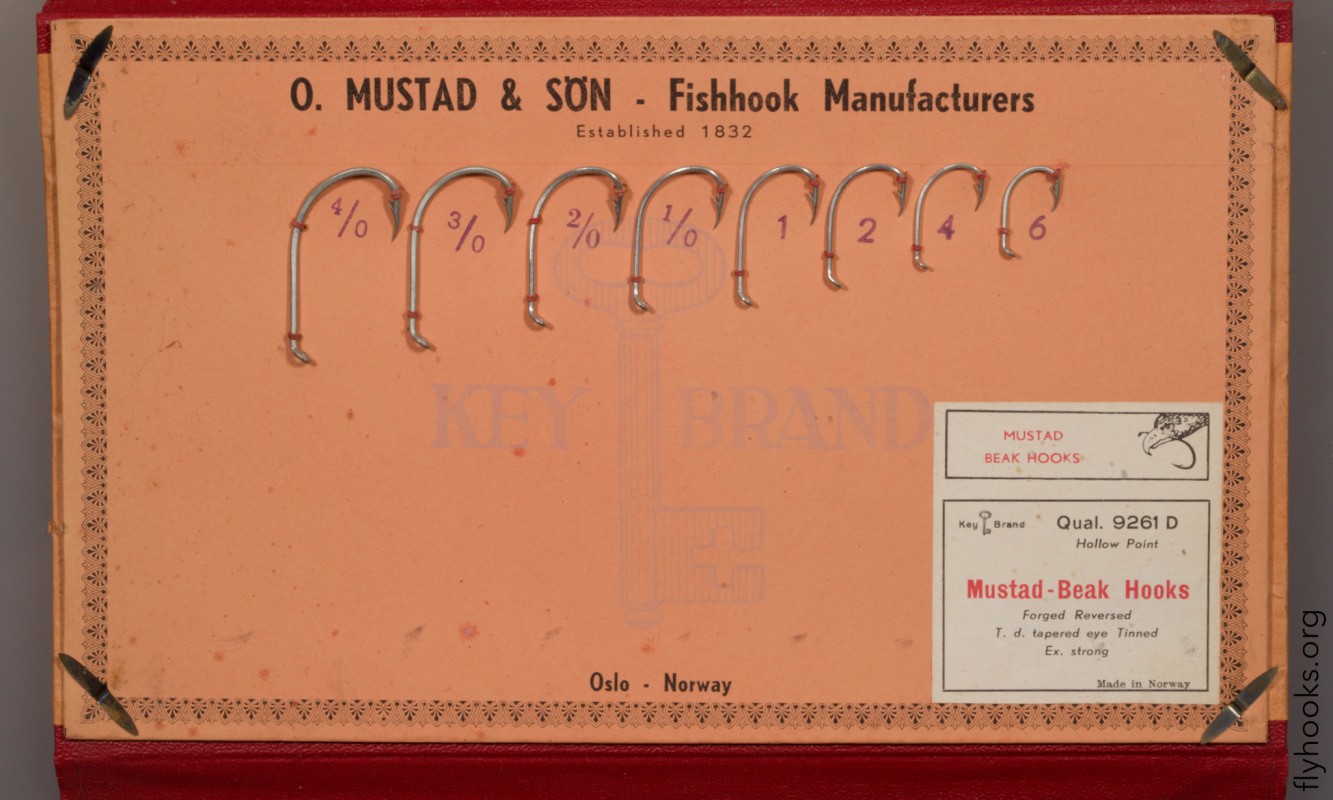 O. MUSTAD & SÖN - Fishhook Manufacturers
Established 1832
4/0 3/0 2/0 1/0 1 2 4 6
KEY BRAND
MUSTAD
BEAK HOOKS
Key Brand Qual. 9261 D
Hollow Point
Mustad-Beak Hooks
Forged Reversed
T. d. tapered eye Tinned
Ex. strong
Made in Norway
Oslo - Norway
flyhooks.org